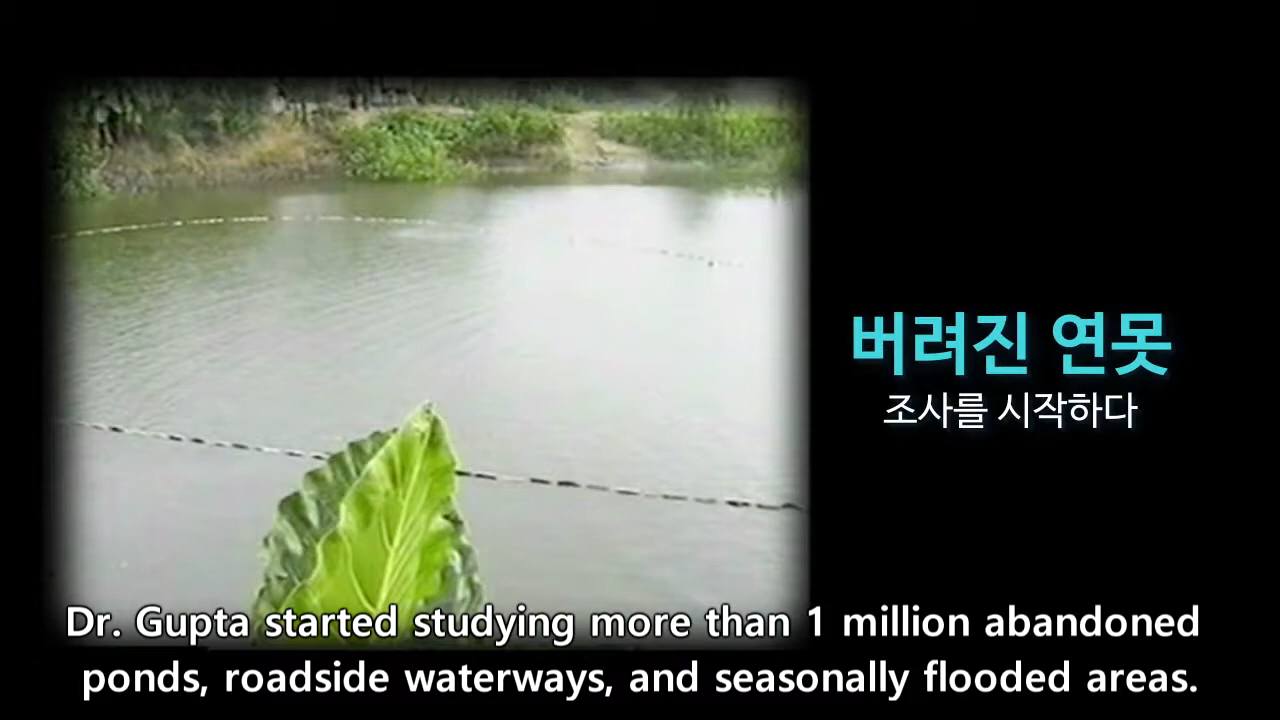 버려진 연못
조사를 시작하다
Dr. Gupta started studying more than 1 million abandoned
ponds, roadside waterways, and seasonally flooded areas.